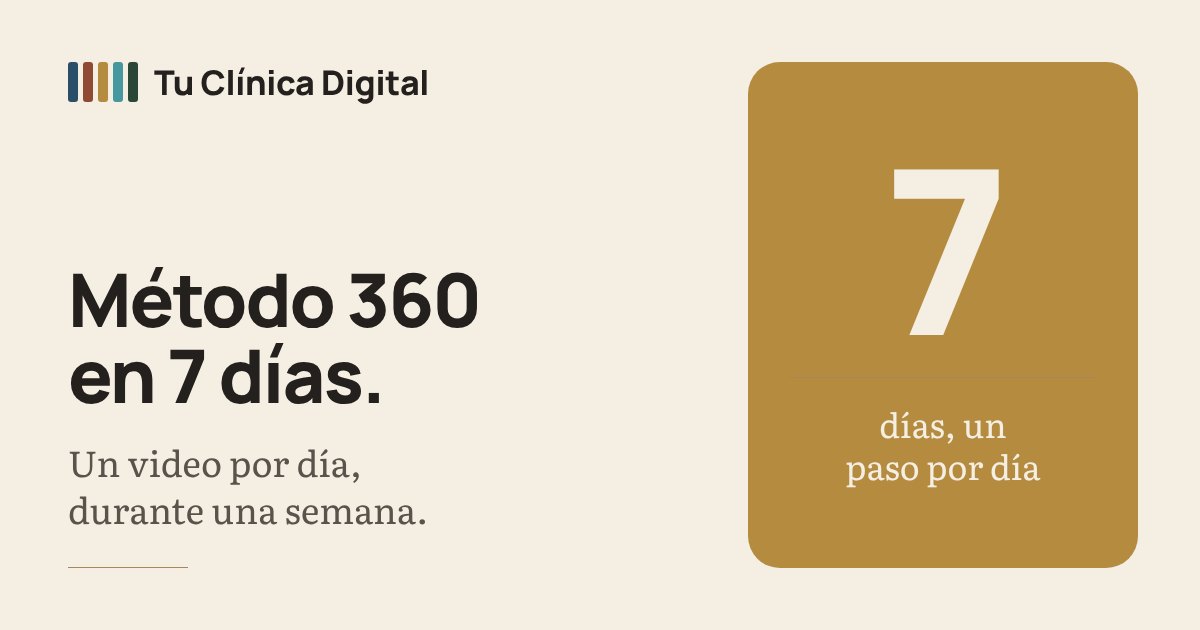 Tu Clínica Digital
Método 360
en 7 días.
Un video por día,
durante una semana.
7
días, un
paso por día